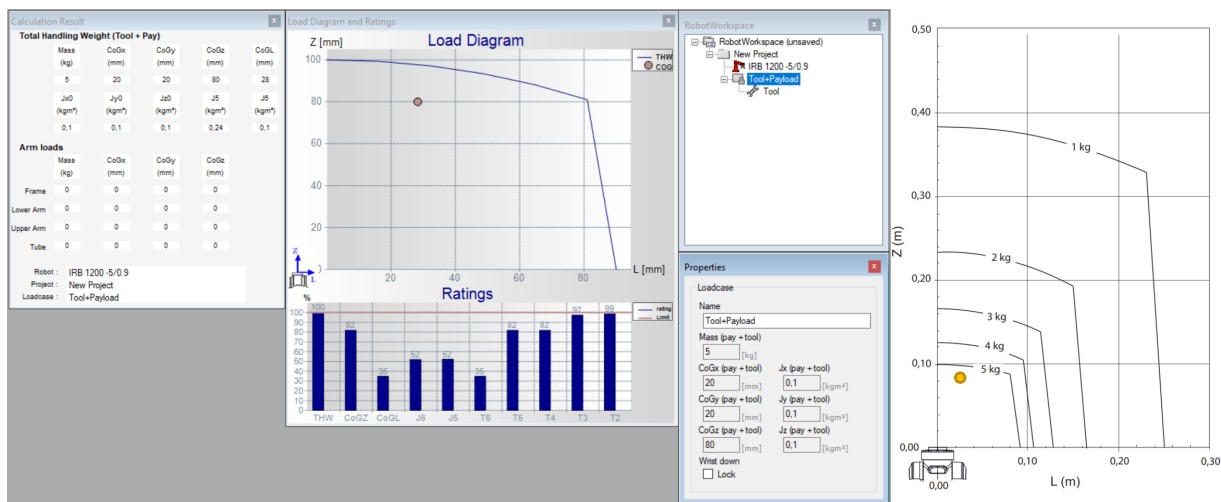 Calculation Result
x
Total Handling Weight (Tool + Pay)
Mass CoGx CoGy CoGz CoGL
(kg) (mm) (mm) (mm) (mm)
5 20 20 80 28
Jx0 Jy0 Jz0 J5 J6
(kgm²) (kgm²) (kgm²) (kgm²) (kgm²)
0,1 0,1 0,1 0,24 0,1
Arm loads
Mass CoGx CoGy CoGz
(kg) (mm) (mm) (mm)
Frame 0 0 0 0
Lower Arm 0 0 0 0
Upper Arm 0 0 0 0
Tube 0 0 0 0
Robot : IRB 1200 -5/0.9
Project : New Project
Loadcase : Tool+Payload
Load Diagram and Ratings
x
Z [mm]
Load Diagram
THW
COG
100
80
60
40
20
20 40 60 80
L [mm]
Z
L
Ratings
%
rating
Limit
100
90
80
70
60
50
40
30
20
10
0
100 82 35 52 52 35 82 82 97 99
THW CoGZ CoGL J6 J5 T6 T5 T4 T3 T2
RobotWorkspace
x
RobotWorkspace (unsaved)
New Project
IRB 1200 -5/0.9
Tool+Payload
Tool
Properties
x
Loadcase
Name
Tool+Payload
Mass (pay + tool)
5 [kg]
CoGx (pay + tool) Jx (pay + tool)
20 [mm] 0,1 [kgm²]
CoGy (pay + tool) Jy (pay + tool)
20 [mm] 0,1 [kgm²]
CoGz (pay + tool) Jz (pay + tool)
80 [mm] 0,1 [kgm²]
Wrist down
Lock
0,50
0,40
0,30
0,20
0,10
0,00
Z (m)
1 kg
2 kg
3 kg
4 kg
5 kg
0,00
0,10 0,20 0,30
L (m)